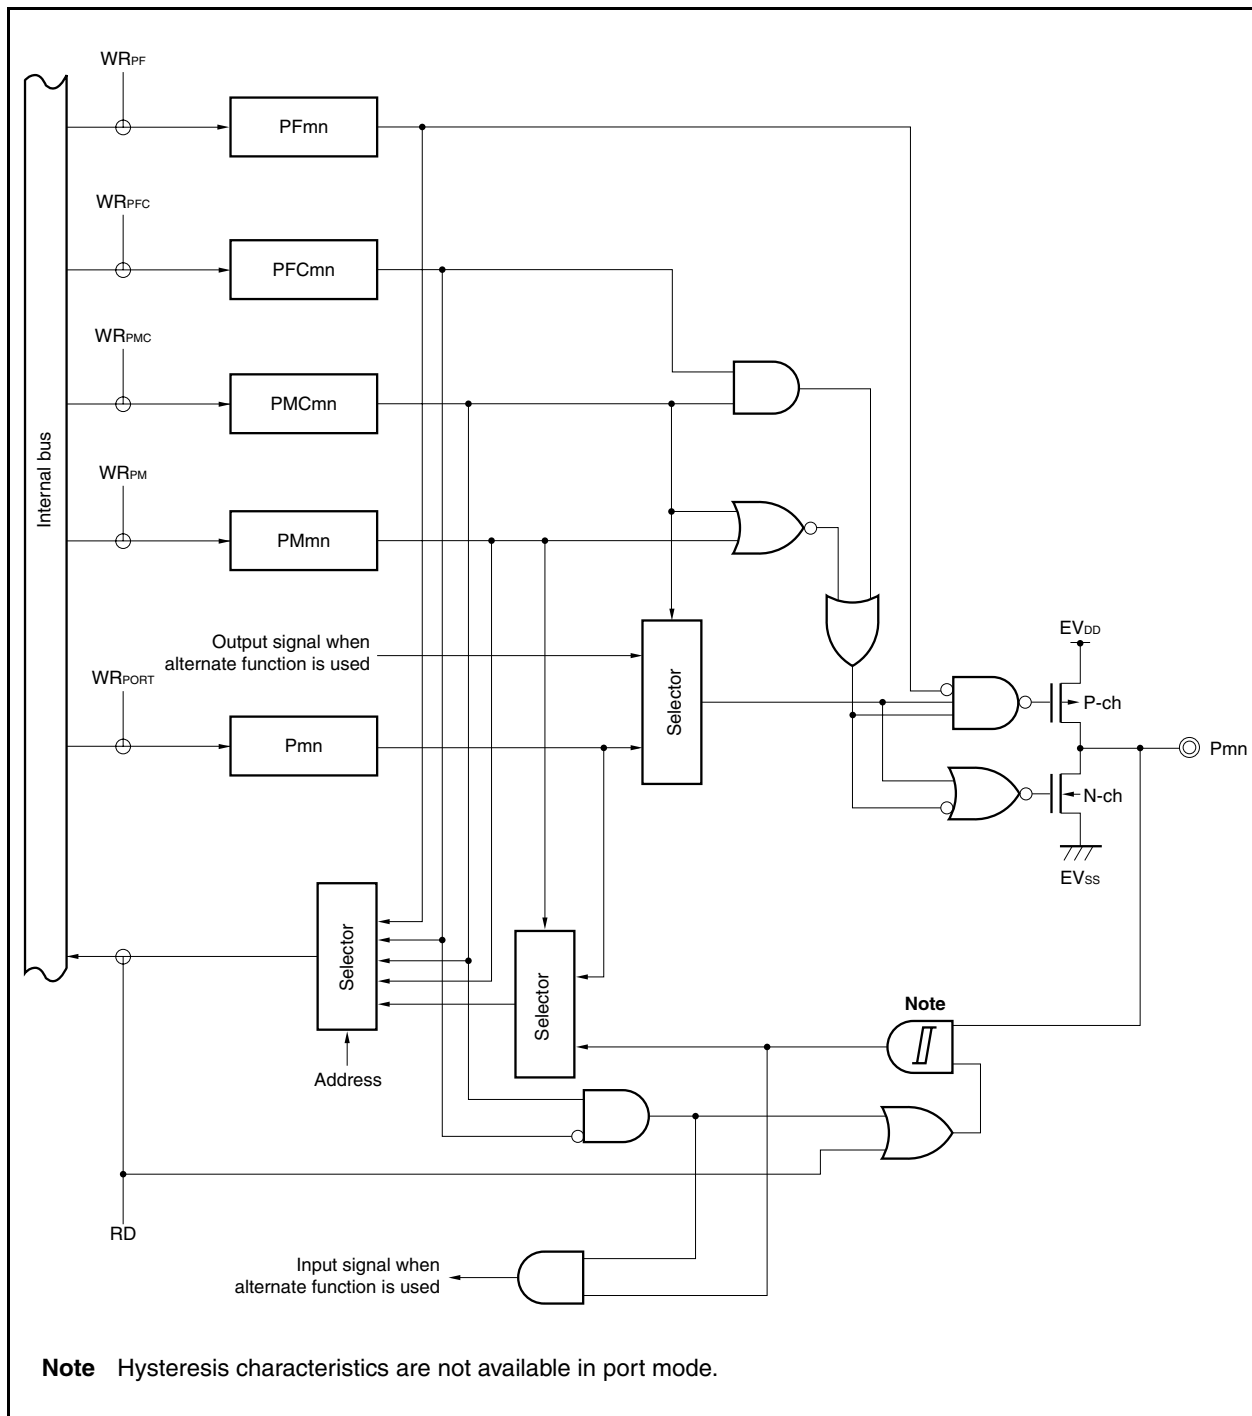 WRPF
PFmn
WRPFC
PFCmn
WRPMC
PMCmn
Internal bus
WRPM
PMmn
Output signal when
alternate function is used
WRPORT
Pmn
Selector
EVDD
P-ch
Pmn
N-ch
EVSS
Selector
Selector
Address
Note
RD
Input signal when
alternate function is used
Note Hysteresis characteristics are not available in port mode.